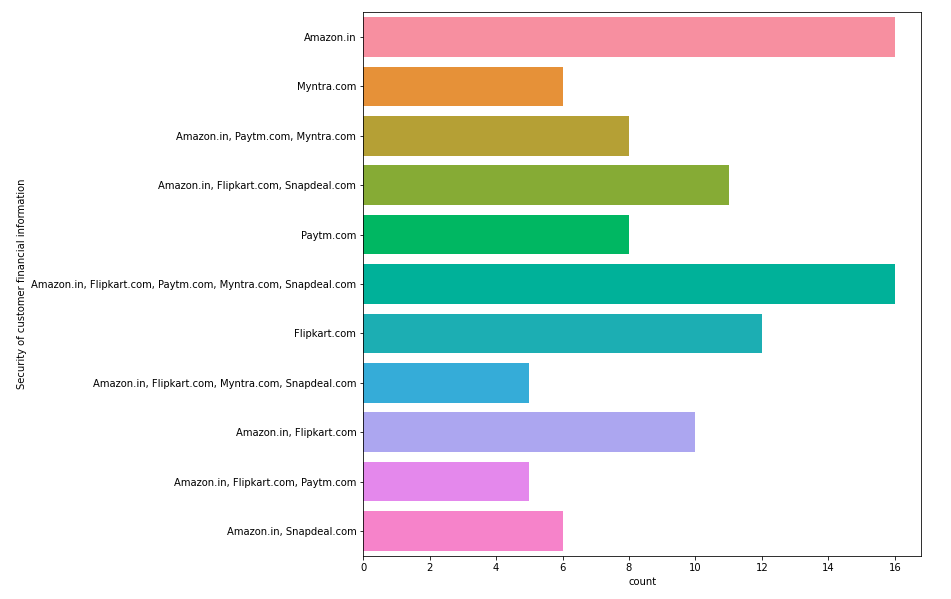 Security of customer financial information
Amazon.in
Myntra.com
Amazon.in, Paytm.com, Myntra.com
Amazon.in, Flipkart.com, Snapdeal.com
Paytm.com
Amazon.in, Flipkart.com, Paytm.com, Myntra.com, Snapdeal.com
Flipkart.com
Amazon.in, Flipkart.com, Myntra.com, Snapdeal.com
Amazon.in, Flipkart.com
Amazon.in, Flipkart.com, Paytm.com
Amazon.in, Snapdeal.com
0 2 4 6 8 10 12 14 16
count